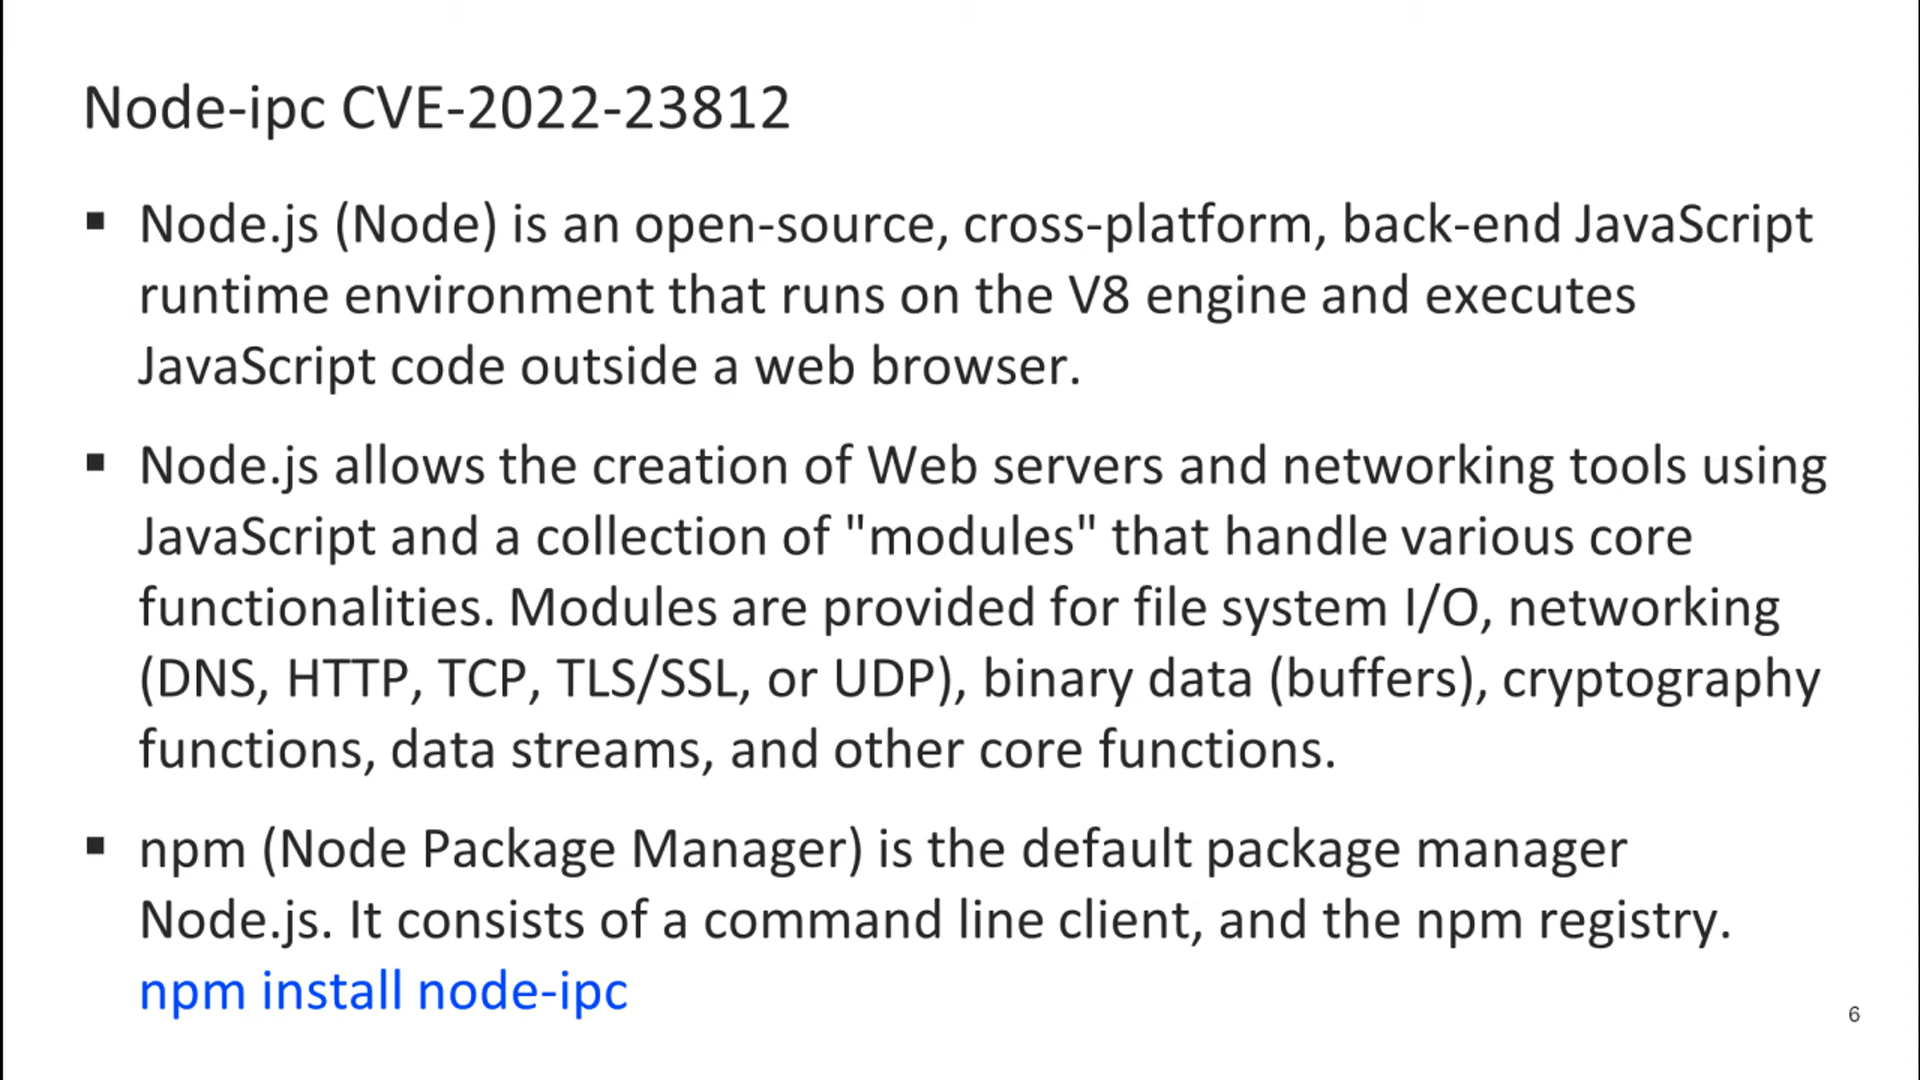 Node-ipc CVE-2022-23812
▪ Node.js (Node) is an open-source, cross-platform, back-end JavaScript
runtime environment that runs on the V8 engine and executes
JavaScript code outside a web browser.
▪ Node.js allows the creation of Web servers and networking tools using
JavaScript and a collection of "modules" that handle various core
functionalities. Modules are provided for file system I/O, networking
(DNS, HTTP, TCP, TLS/SSL, or UDP), binary data (buffers), cryptography
functions, data streams, and other core functions.
▪ npm (Node Package Manager) is the default package manager
Node.js. It consists of a command line client, and the npm registry.
npm install node-ipc
6